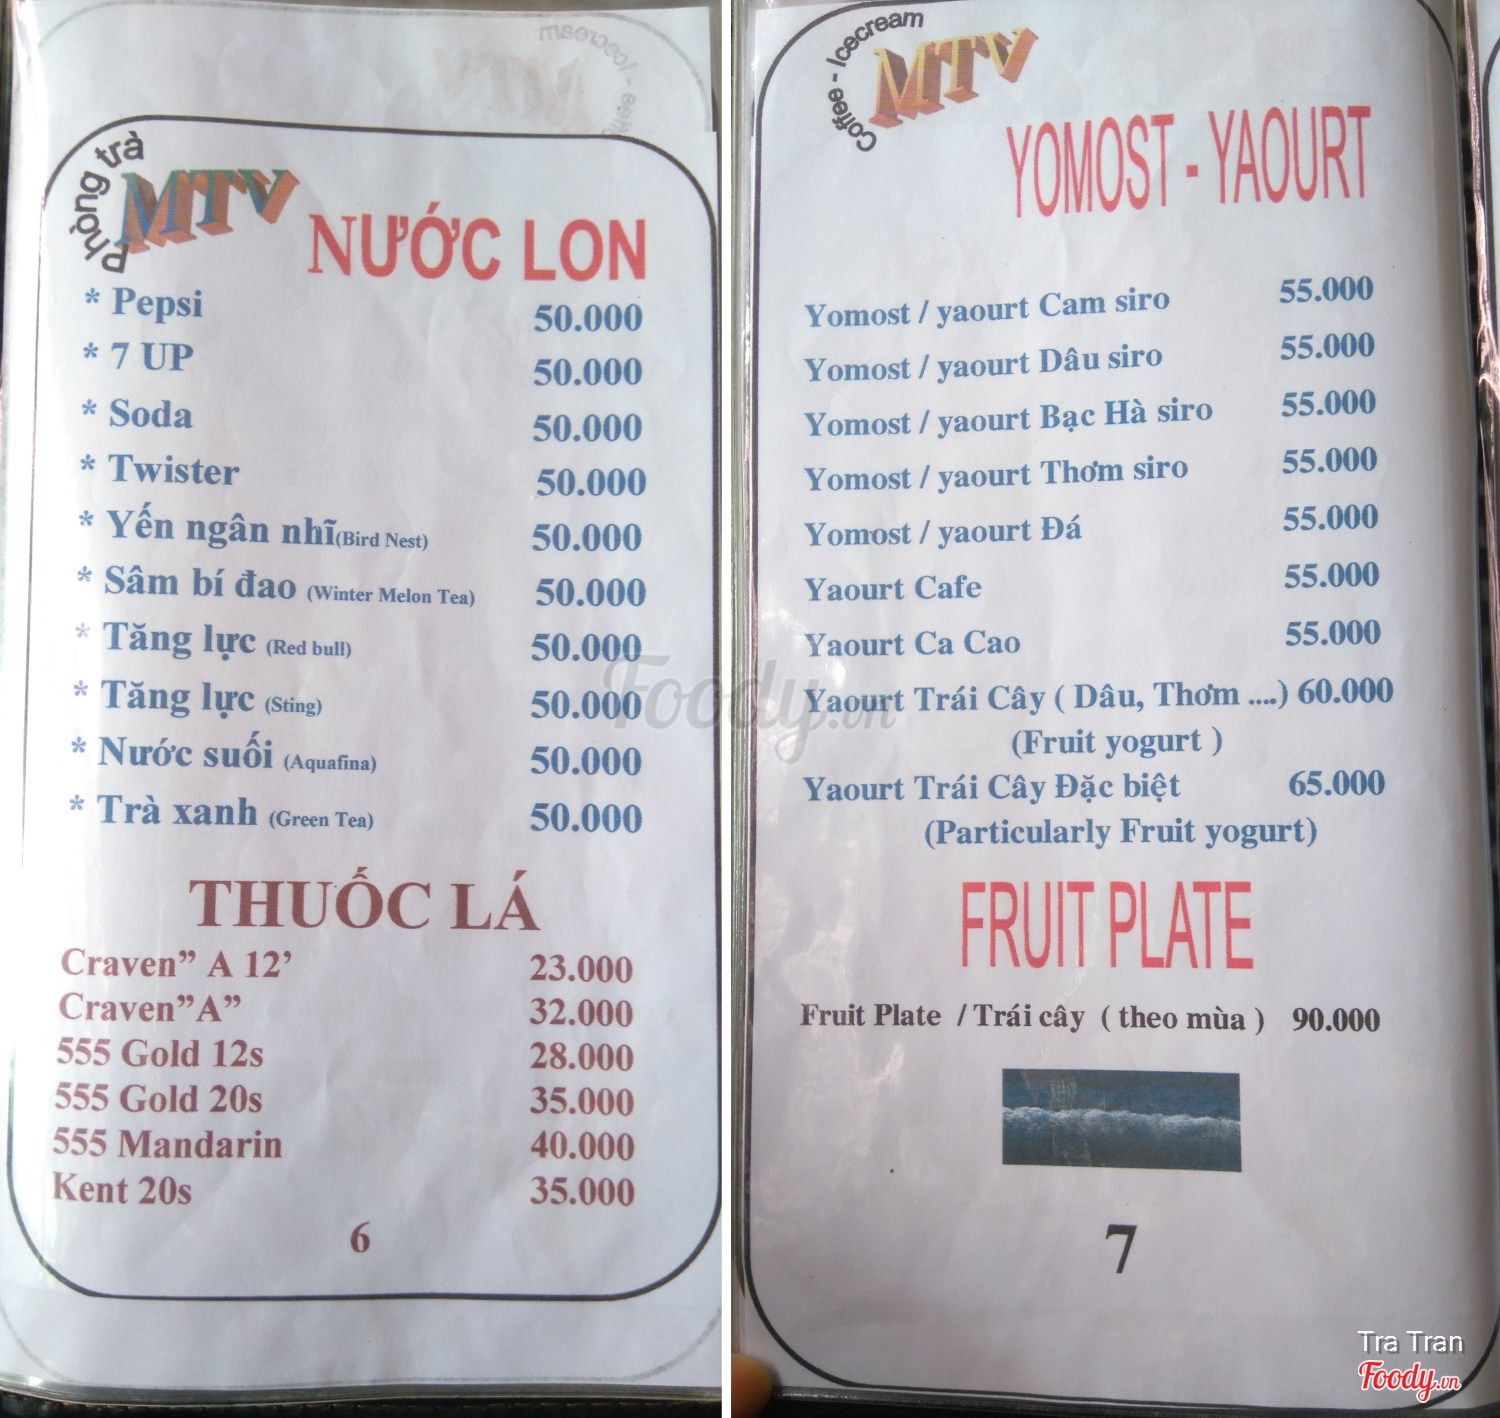 Phòng trà
MTV
NƯỚC LON
* Pepsi 50.000
* 7 UP 50.000
* Soda 50.000
* Twister 50.000
* Yến ngân nhĩ(Bird Nest) 50.000
* Sâm bí đao (Winter Melon Tea) 50.000
* Tăng lực (Red bull) 50.000
* Tăng lực (Sting) 50.000
* Nước suối (Aquafina) 50.000
* Trà xanh (Green Tea) 50.000
THUỐC LÁ
Craven” A 12’ 23.000
Craven”A” 32.000
555 Gold 12s 28.000
555 Gold 20s 35.000
555 Mandarin 40.000
Kent 20s 35.000
6
Coffee - Icecream
MTV
YOMOST - YAOURT
Yomost / yaourt Cam siro 55.000
Yomost / yaourt Dâu siro 55.000
Yomost / yaourt Bạc Hà siro 55.000
Yomost / yaourt Thơm siro 55.000
Yomost / yaourt Đá 55.000
Yaourt Cafe 55.000
Yaourt Ca Cao 55.000
Yaourt Trái Cây ( Dâu, Thơm ....) 60.000
(Fruit yogurt )
Yaourt Trái Cây Đặc biệt 65.000
(Particularly Fruit yogurt)
FRUIT PLATE
Fruit Plate / Trái cây ( theo mùa ) 90.000
7
Foody.vn
Tra Tran
Foody.vn